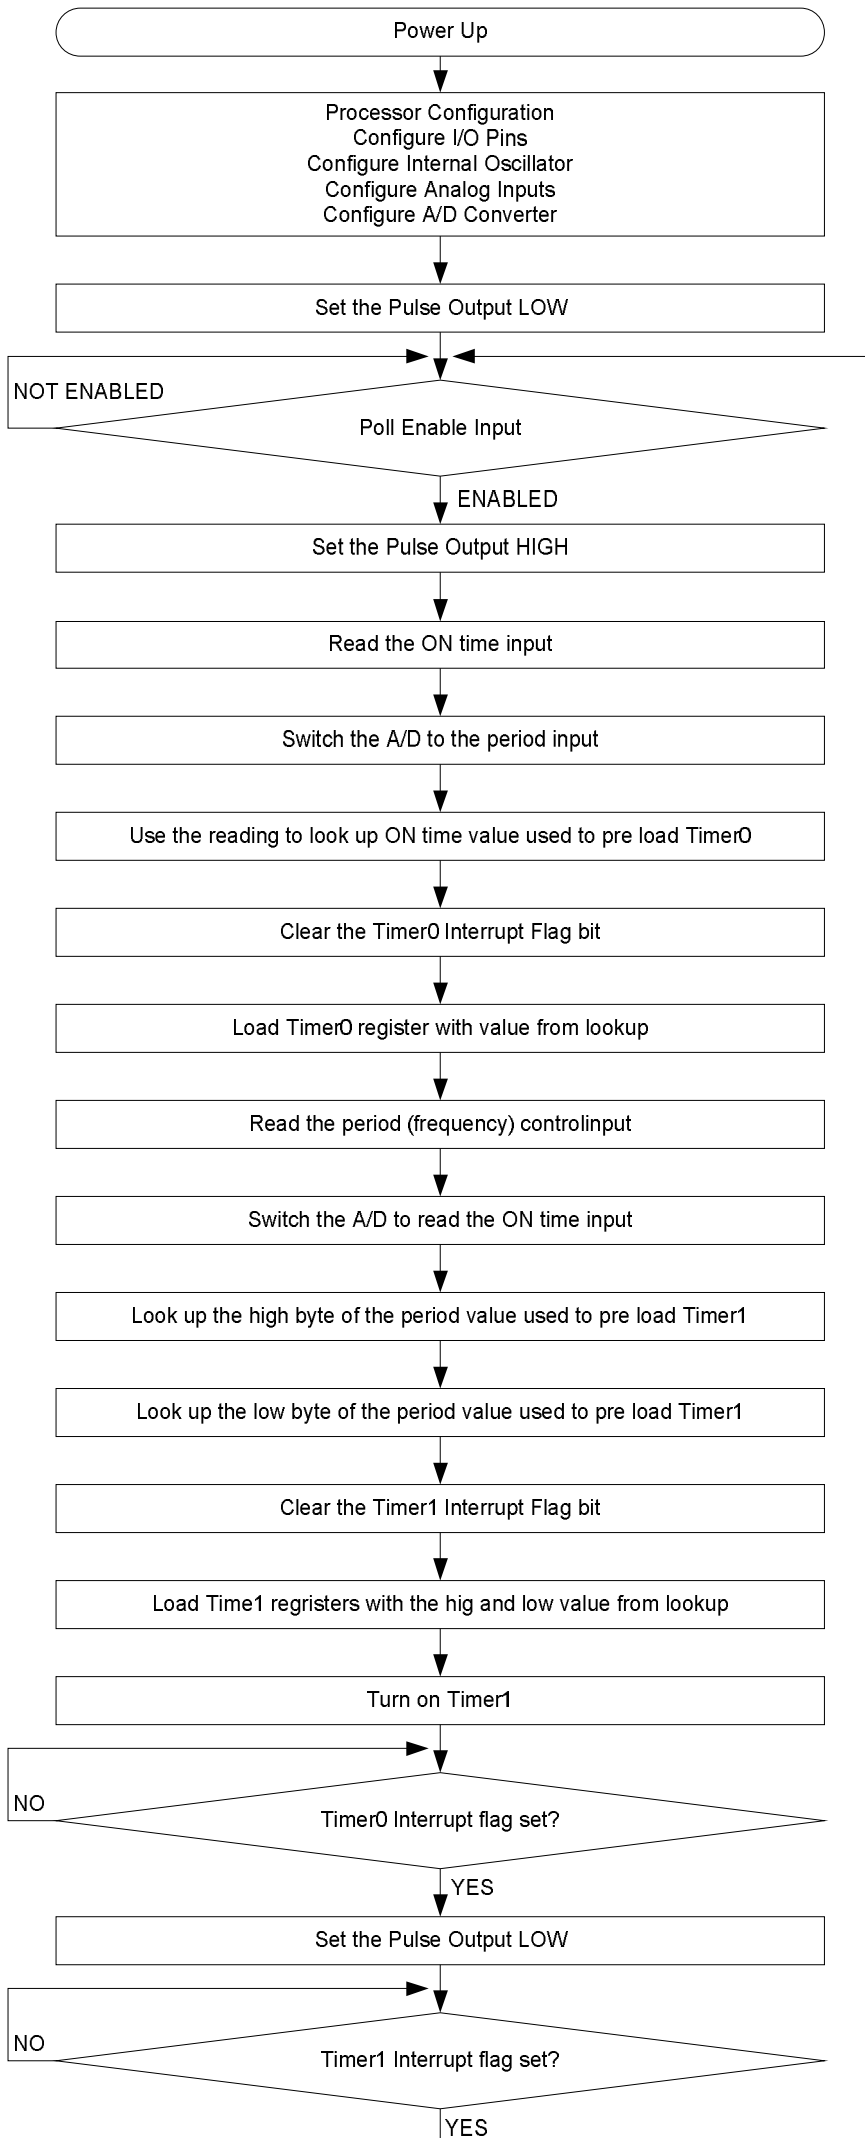 Power Up
Processor Configuration
Configure I/O Pins
Configure Internal Oscillator
Configure Analog Inputs
Configure A/D Converter
Set the Pulse Output LOW
NOT ENABLED
Poll Enable Input
ENABLED
Set the Pulse Output HIGH
Read the ON time input
Switch the A/D to the period input
Use the reading to look up ON time value used to pre load Timer0
Clear the Timer0 Interrupt Flag bit
Load Timer0 register with value from lookup
Read the period (frequency) controlinput
Switch the A/D to read the ON time input
Look up the high byte of the period value used to pre load Timer1
Look up the low byte of the period value used to pre load Timer1
Clear the Timer1 Interrupt Flag bit
Load Time1 regristers with the hig and low value from lookup
Turn on Timer1
NO
Timer0 Interrupt flag set?
YES
Set the Pulse Output LOW
NO
Timer1 Interrupt flag set?
YES